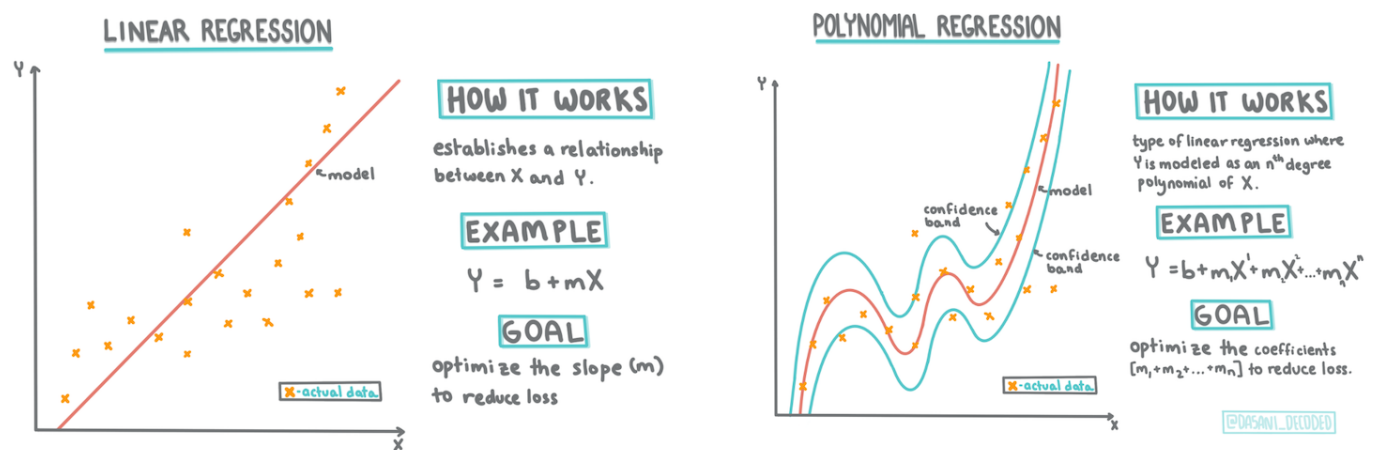 LINEAR REGRESSION
Y
model
X
X-actual data
HOW IT WORKS
establishes a relationship
between X and Y.
EXAMPLE
Y = b+mX
GOAL
optimize the slope (m)
to reduce loss
POLYNOMIAL REGRESSION
Y
confidence
band
model
confidence
band
X-actual data
X
HOW IT WORKS
type of linear regression where
Y is modeled as an nᵗʰ degree
polynomial of X.
EXAMPLE
Y = b+m₁X¹+m₂X²+...+mₙXⁿ
GOAL
optimize the coefficients
[m₁+m₂+...+mₙ] to reduce loss.
@DASANI_DECODED